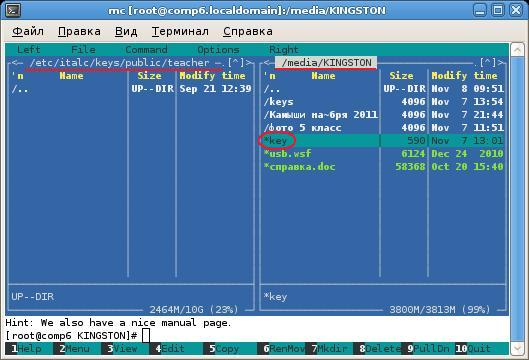 mc [root@comp6.localdomain]:/media/KINGSTON
Файл Правка Вид Терминал Справка
Left File Command Options Right
/etc/italc/keys/public/teacher .[^] /media/KINGSTON .[^]
'n Name Size Modify time 'n Name Size Modify time
/.. UP--DIR Sep 21 12:39 /.. UP--DIR Nov 8 09:51
/keys 4096 Nov 7 13:54
/Камыши на~бря 2011 4096 Nov 7 21:44
/фото 5 класс 4096 Nov 7 11:51
*key 590 Nov 7 13:01
*usb.wsf 6124 Dec 24 2010
*справка.doc 58368 Oct 20 15:40
UP--DIR *key
2464M/10G (23%) 3800M/3813M (99%)
Hint: We also have a nice manual page.
[root@comp6 KINGSTON]# [^]
1Help 2Menu 3View 4Edit 5Copy 6RenMov 7Mkdir 8Delete 9PullDn 10Quit